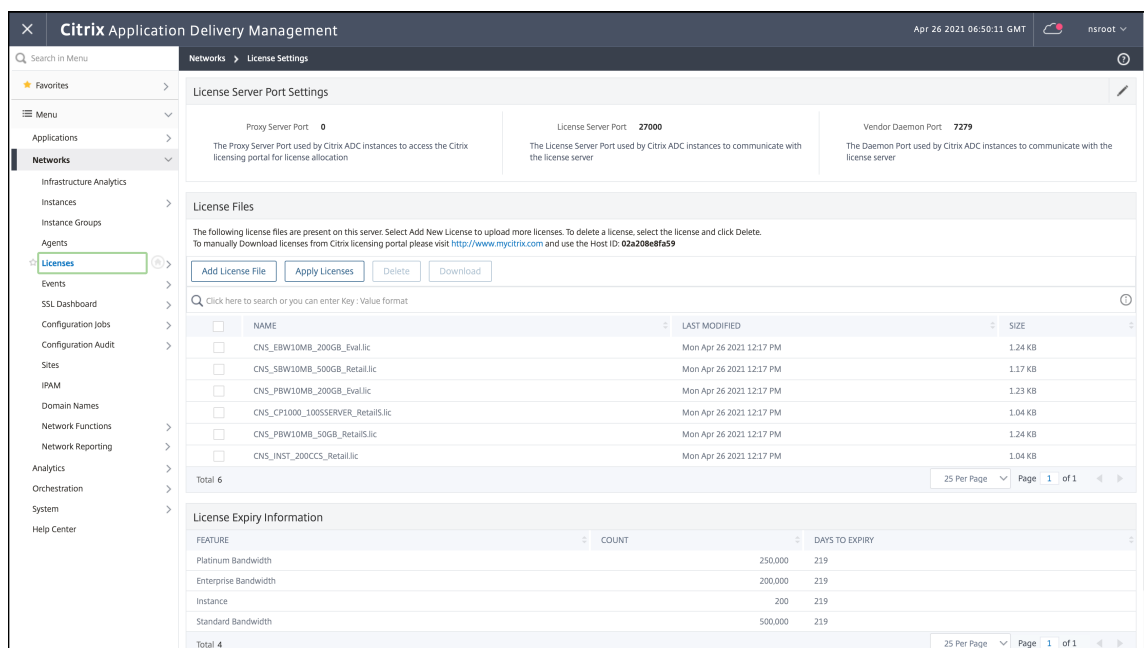 Citrix Application Delivery Management
Apr 26 2021 06:50:11 GMT
nsroot
Search in Menu
Favorites
Menu
Applications
Networks
Infrastructure Analytics
Instances
Instance Groups
Agents
Licenses
Events
SSL Dashboard
Configuration Jobs
Configuration Audit
Sites
IPAM
Domain Names
Network Functions
Network Reporting
Analytics
Orchestration
System
Help Center
Networks > License Settings
License Server Port Settings
Proxy Server Port 0
The Proxy Server Port used by Citrix ADC instances to access the Citrix
licensing portal for license allocation
License Server Port 27000
The License Server Port used by Citrix ADC instances to communicate with
the license server
Vendor Daemon Port 7279
The Daemon Port used by Citrix ADC instances to communicate with the
license server
License Files
The following license files are present on this server. Select Add New License to upload more licenses. To delete a license, select the license and click Delete.
To manually Download licenses from Citrix licensing portal please visit http://www.mycitrix.com and use the Host ID: 02a208e8fa59
Add License File Apply Licenses Delete Download
Click here to search or you can enter Key : Value format
NAME LAST MODIFIED SIZE
CNS_EBW10MB_200GB_Eval.lic Mon Apr 26 2021 12:17 PM 1.24 KB
CNS_SBW10MB_500GB_Retail.lic Mon Apr 26 2021 12:17 PM 1.17 KB
CNS_PBW10MB_200GB_Eval.lic Mon Apr 26 2021 12:17 PM 1.23 KB
CNS_CP1000_100SSERVER_RetailS.lic Mon Apr 26 2021 12:17 PM 1.04 KB
CNS_PBW10MB_50GB_RetailS.lic Mon Apr 26 2021 12:17 PM 1.24 KB
CNS_INST_200CCS_Retail.lic Mon Apr 26 2021 12:17 PM 1.04 KB
Total 6 25 Per Page Page 1 of 1
License Expiry Information
FEATURE COUNT DAYS TO EXPIRY
Platinum Bandwidth 250,000 219
Enterprise Bandwidth 200,000 219
Instance 200 219
Standard Bandwidth 500,000 219
Total 4 25 Per Page Page 1 of 1